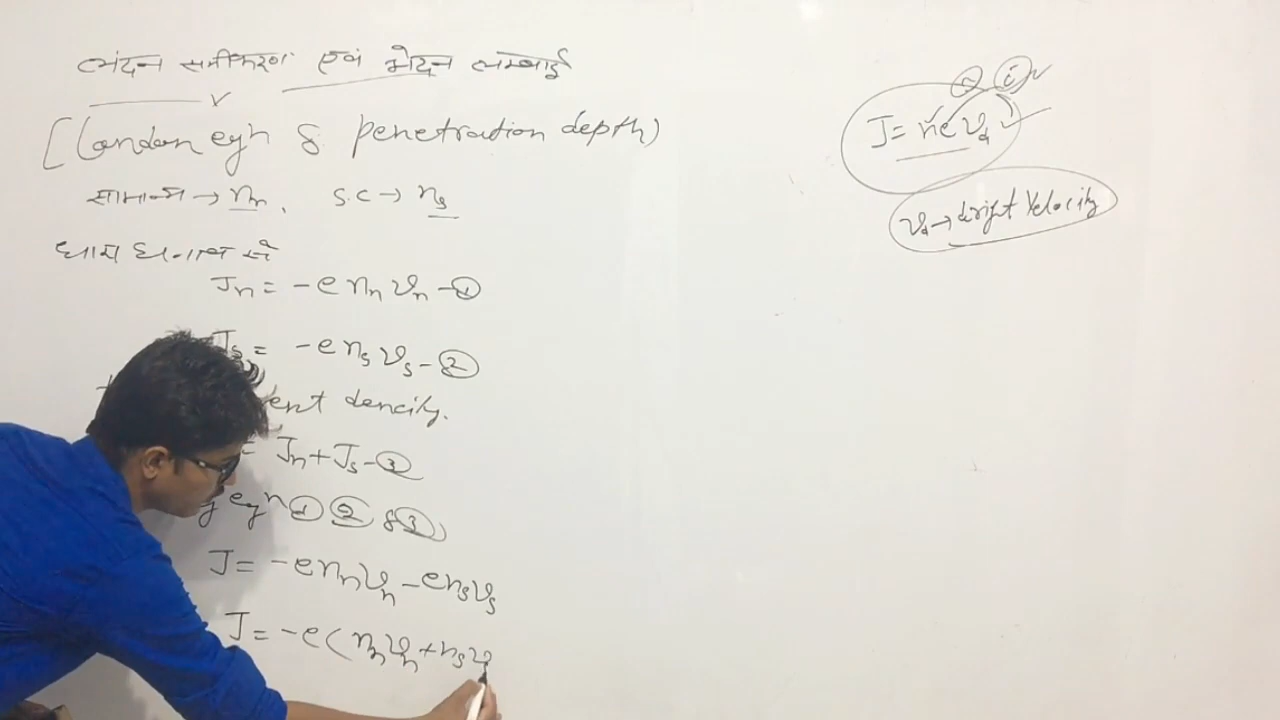 लंदन समीकरण एवं भेदन लम्बाई
[London eqn & penetration depth)
सामान्य → nn, S.C → ns
धारा घनत्व से
Jn = -e nn vn - ①
Js = -e ns vs - ②
dencity.
= Jn + Js - ③
eqn ① ② & ③
J = -e nn vn - e ns vs
J = -e ( nn vn + ns v
J = ne vd
vd → drift velocity